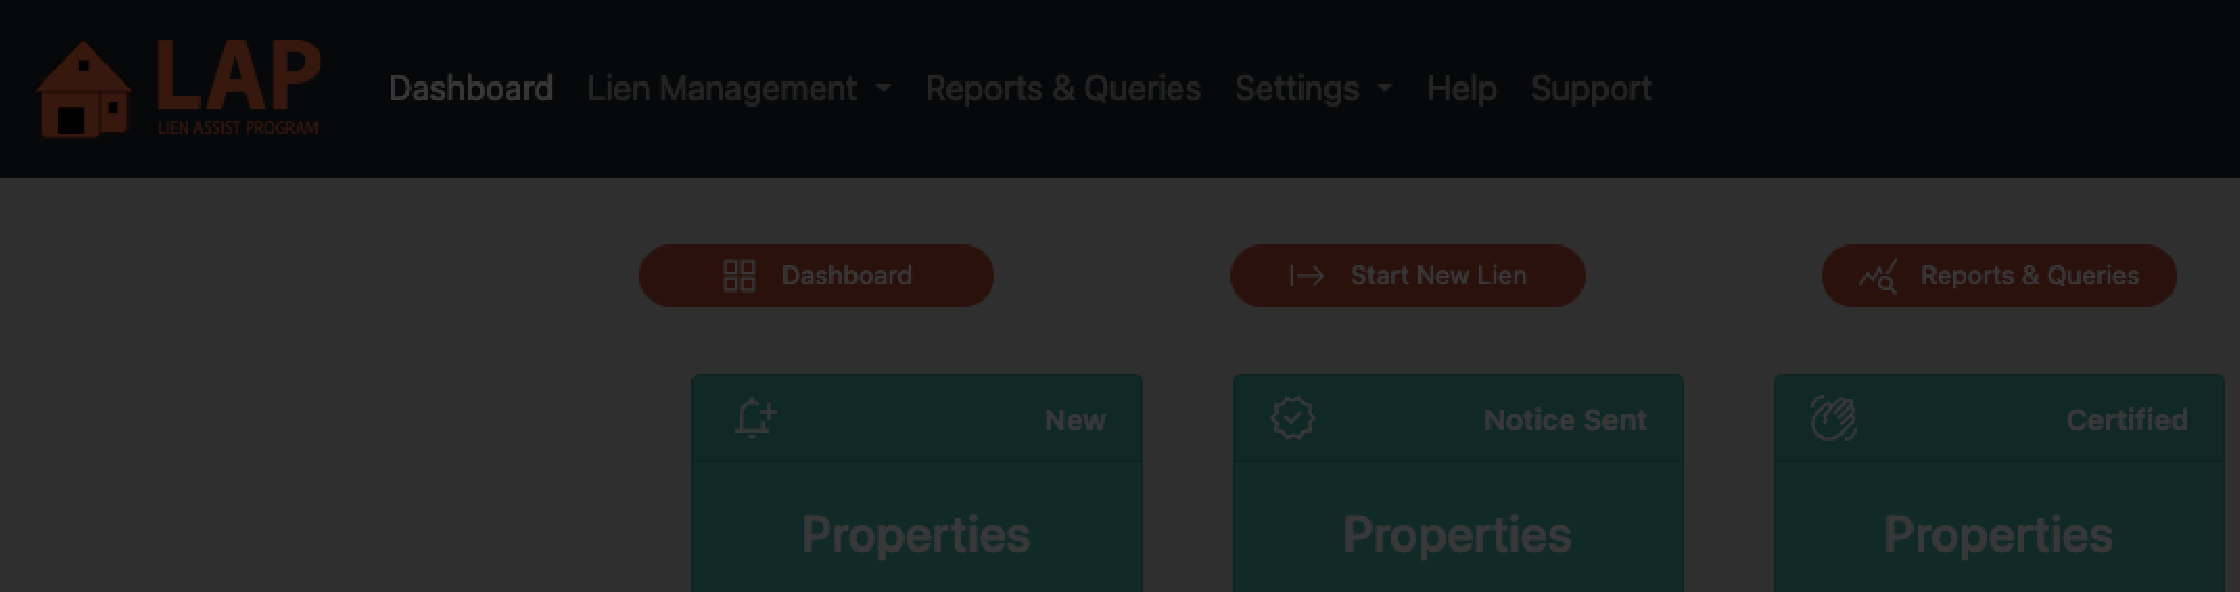 LAP
LIEN ASSIST PROGRAM
Dashboard Lien Management Reports & Queries Settings Help Support
Dashboard Start New Lien Reports & Queries
New Notice Sent Certified
Properties Properties Properties